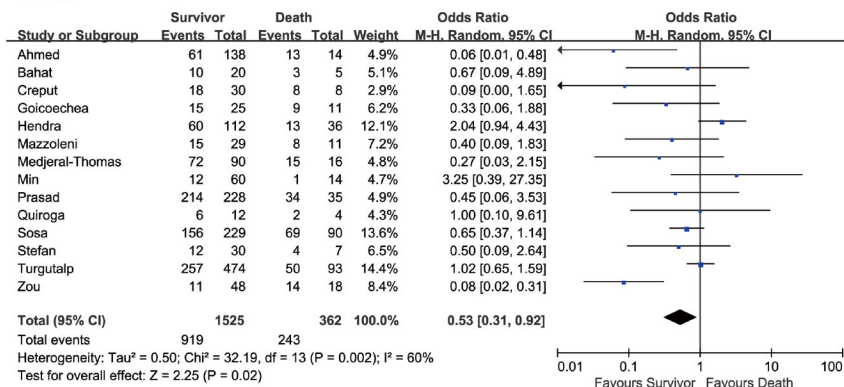 Survivor Death Odds Ratio Odds Ratio
Study or Subgroup Events Total Events Total Weight M-H. Random. 95% CI M-H. Random. 95% CI
Ahmed 61 138 13 14 4.9% 0.06 [0.01, 0.48]
Bahat 10 20 3 5 5.1% 0.67 [0.09, 4.89]
Creput 18 30 8 8 2.9% 0.09 [0.00, 1.65]
Goicoechea 15 25 9 11 6.2% 0.33 [0.06, 1.88]
Hendra 60 112 13 36 12.1% 2.04 [0.94, 4.43]
Mazzoleni 15 29 8 11 7.2% 0.40 [0.09, 1.83]
Medjeral-Thomas 72 90 15 16 4.8% 0.27 [0.03, 2.15]
Min 12 60 1 14 4.7% 3.25 [0.39, 27.35]
Prasad 214 228 34 35 4.9% 0.45 [0.06, 3.53]
Quiroga 6 12 2 4 4.3% 1.00 [0.10, 9.61]
Sosa 156 229 69 90 13.6% 0.65 [0.37, 1.14]
Stefan 12 30 4 7 6.5% 0.50 [0.09, 2.64]
Turgutalp 257 474 50 93 14.4% 1.02 [0.65, 1.59]
Zou 11 48 14 18 8.4% 0.08 [0.02, 0.31]
Total (95% CI) 1525 362 100.0% 0.53 [0.31, 0.92]
Total events 919 243
Heterogeneity: Tau² = 0.50; Chi² = 32.19, df = 13 (P = 0.002); I² = 60%
Test for overall effect: Z = 2.25 (P = 0.02)
0.01 0.1 1 10 100
Favours Survivor Favours Death